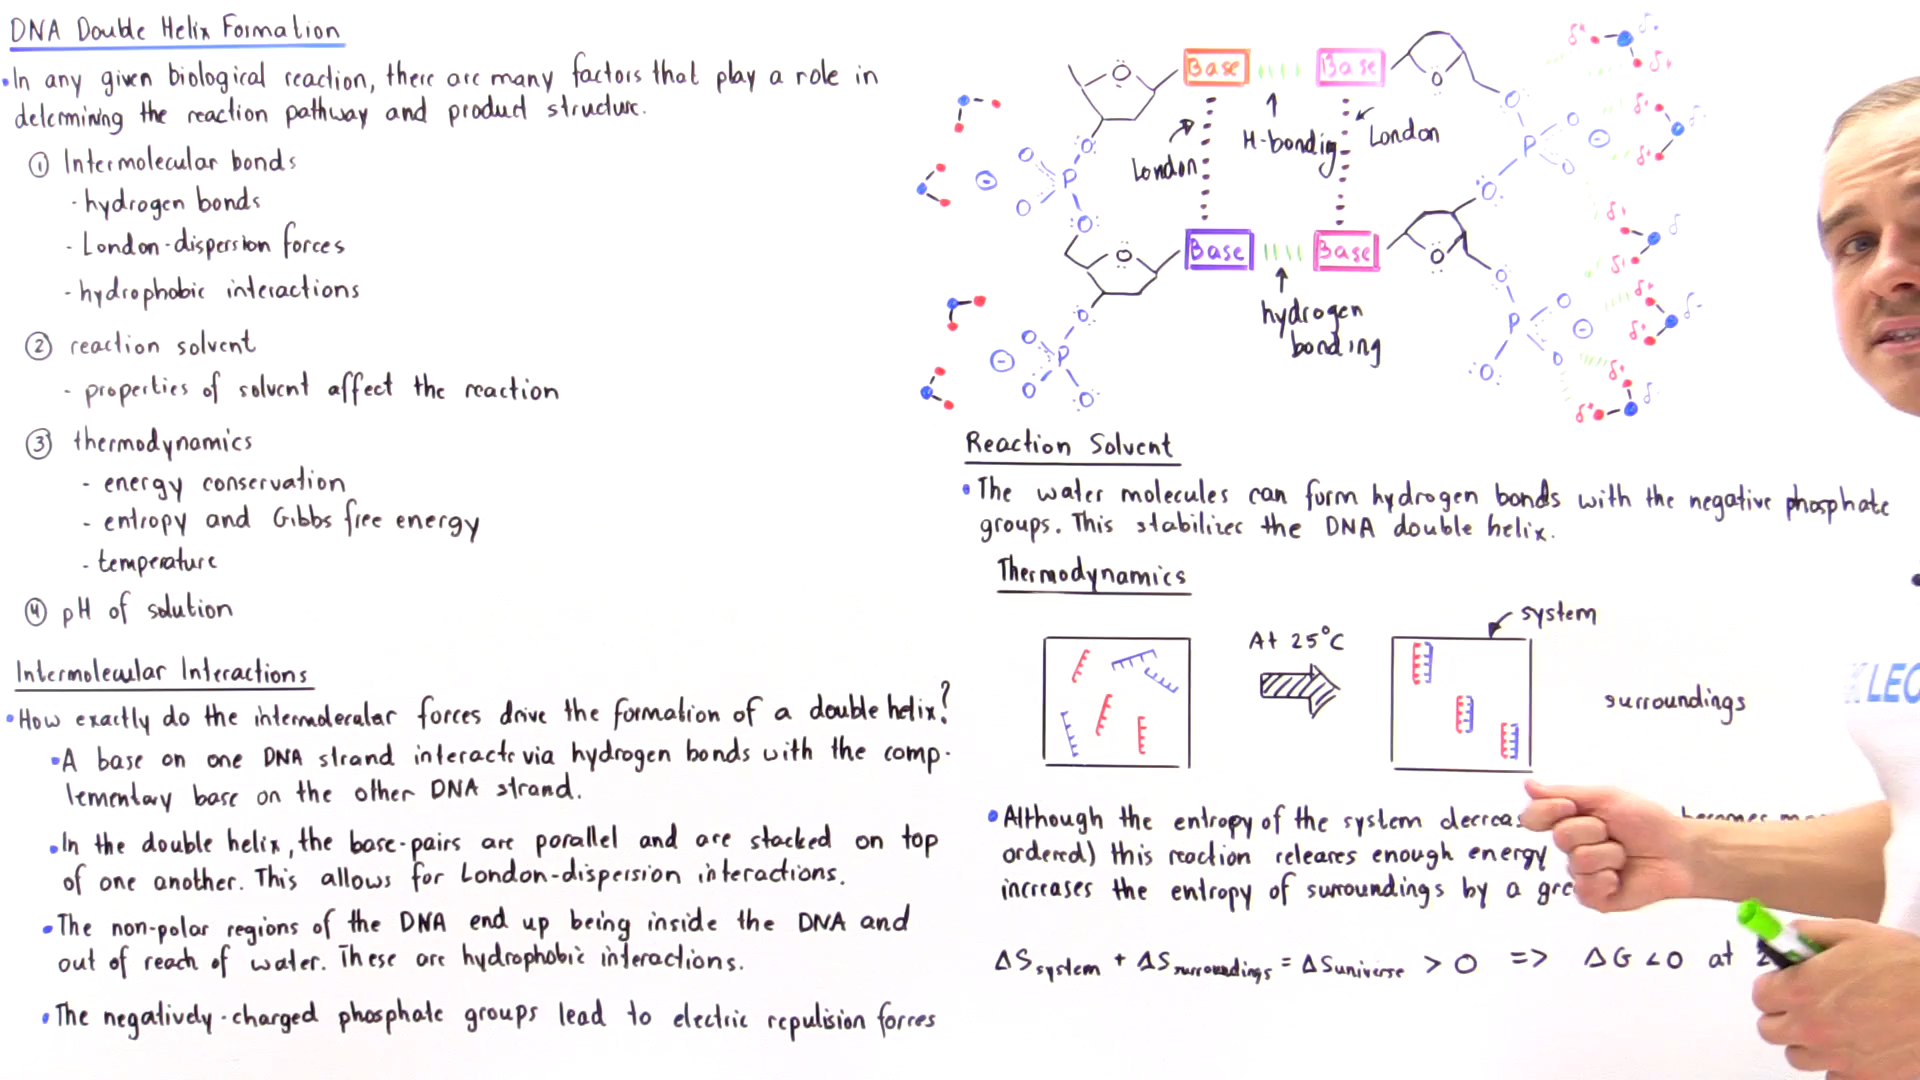 DNA Double Helix Formation
•In any given biological reaction, there are many factors that play a role in
determining the reaction pathway and product structure.
① Intermolecular bonds
- hydrogen bonds
- London-dispersion forces
- hydrophobic interactions
② reaction solvent
- properties of solvent affect the reaction
③ thermodynamics
- energy conservation
- entropy and Gibbs free energy
- temperature
④ pH of solution
Intermolecular Interactions
•How exactly do the intermolecular forces drive the formation of a double helix?
•A base on one DNA strand interacts via hydrogen bonds with the comp-
lementary base on the other DNA strand.
•In the double helix, the base-pairs are parallel and are stacked on top
of one another. This allows for London-dispersion interactions.
•The non-polar regions of the DNA end up being inside the DNA and
out of reach of water. These are hydrophobic interactions.
•The negatively-charged phosphate groups lead to electric repulsion forces
Base Base
London H-bonding London
Base Base
hydrogen
bonding
Reaction Solvent
•The water molecules can form hydrogen bonds with the negative phosphate
groups. This stabilizes the DNA double helix.
Thermodynamics
At 25°C
system
surroundings
•Although the entropy of the system decreas becomes
ordered) this reaction releases enough energy
increases the entropy of surroundings by a gre
ΔSsystem + ΔSsurroundings = ΔSuniverse > 0 => ΔG <0 at 2
LEC